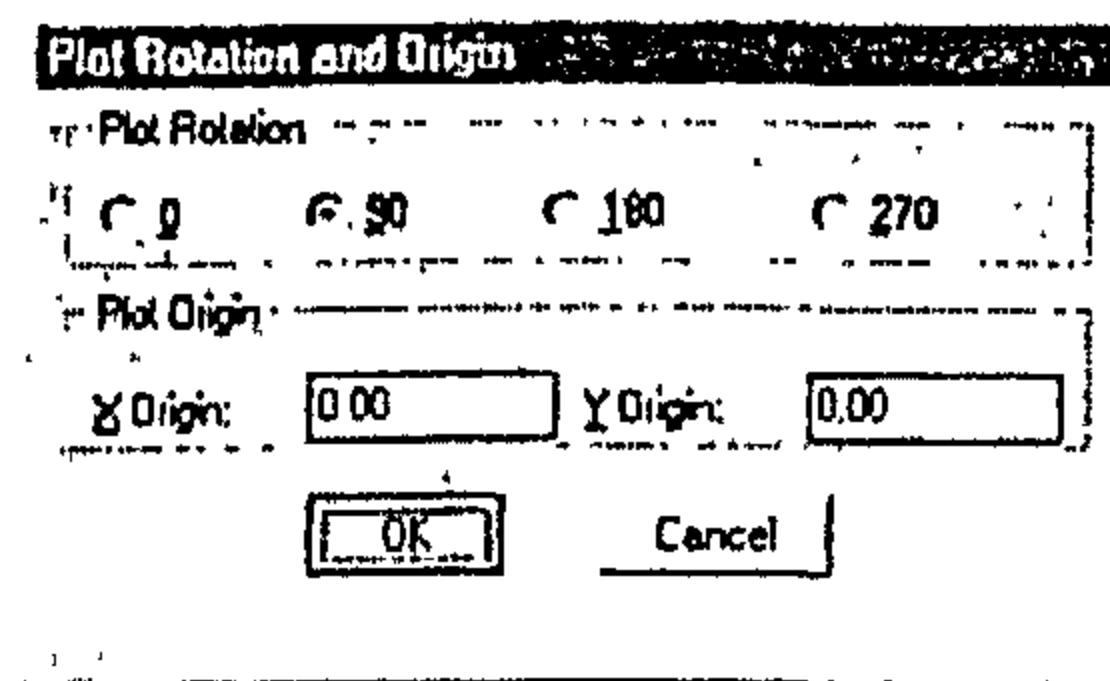 Plot Rotation and Origin
Plot Rotation
0 90 180 270
Plot Origin
X Origin: 0.00 Y Origin: 0.00
OK Cancel